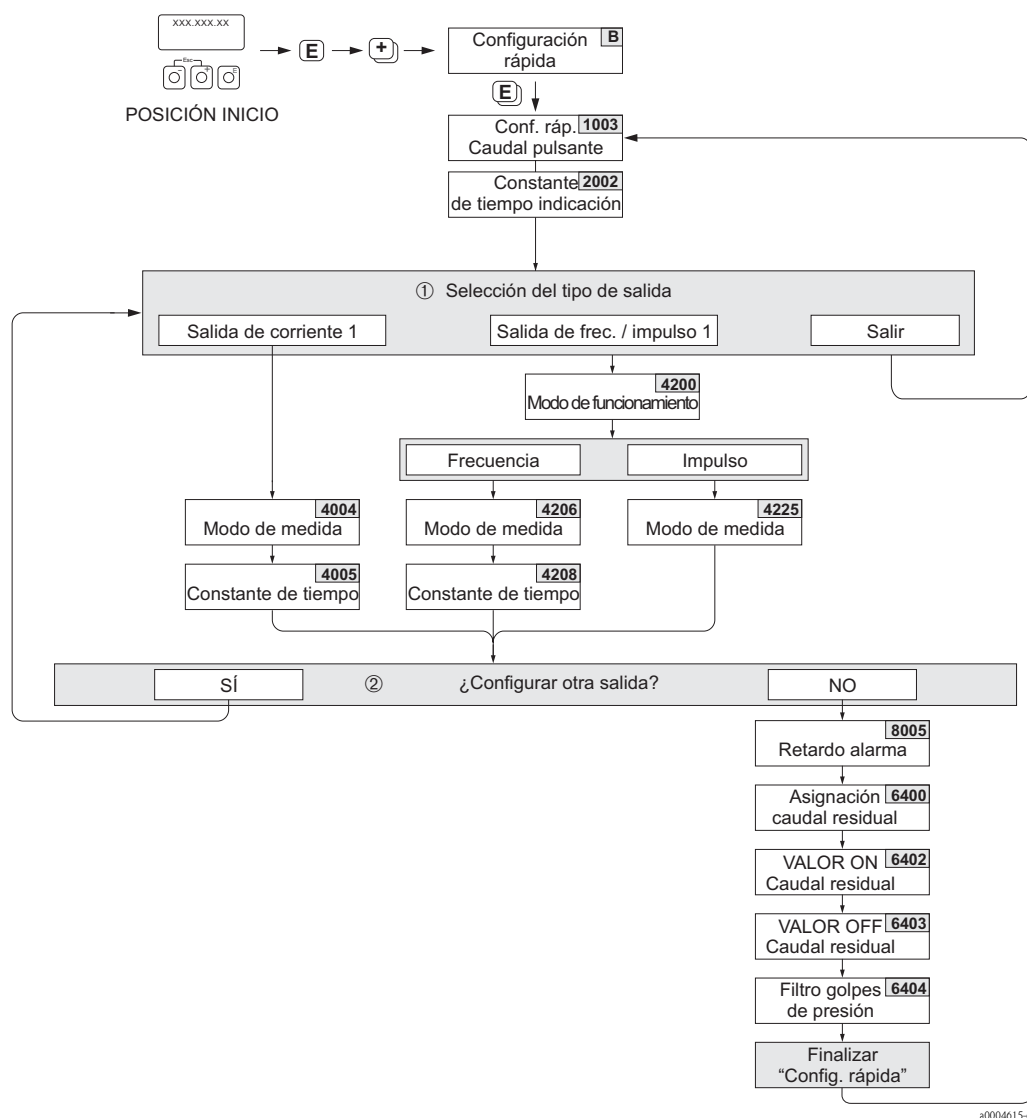 xxx.xxx.xx
Esc
- + E
POSICIÓN INICIO
E
+
Configuración B
rápida
E
Conf. ráp. 1003
Caudal pulsante
Constante 2002
de tiempo indicación
① Selección del tipo de salida
Salida de corriente 1
Salida de frec. / impulso 1
Salir
4200
Modo de funcionamiento
Frecuencia
Impulso
4004
Modo de medida
4206
Modo de medida
4225
Modo de medida
4005
Constante de tiempo
4208
Constante de tiempo
SÍ
② ¿Configurar otra salida?
NO
8005
Retardo alarma
Asignación 6400
caudal residual
VALOR ON 6402
Caudal residual
VALOR OFF 6403
Caudal residual
Filtro golpes 6404
de presión
Finalizar
“Config. rápida”